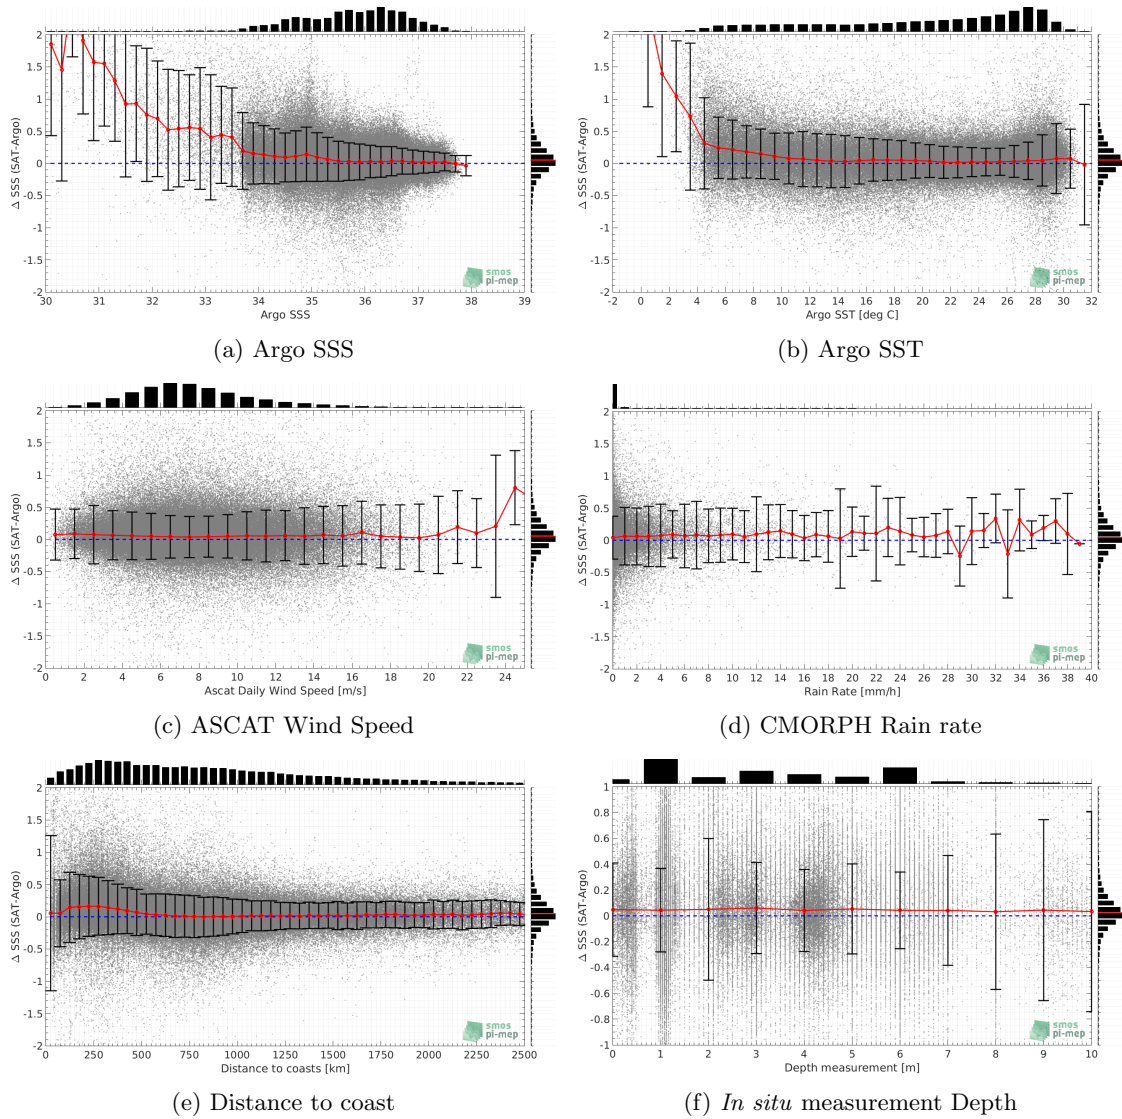 2
1.5
1
0.5
0
-0.5
-1
-1.5
-2
Δ SSS (SAT-Argo)
30 31 32 33 34 35 36 37 38 39
Argo SSS
smos
pi-mep
(a) Argo SSS
2
1.5
1
0.5
0
-0.5
-1
-1.5
-2
Δ SSS (SAT-Argo)
-2 0 2 4 6 8 10 12 14 16 18 20 22 24 26 28 30 32
Argo SST [deg C]
smos
pi-mep
(b) Argo SST
2
1.5
1
0.5
0
-0.5
-1
-1.5
-2
Δ SSS (SAT-Argo)
0 2 4 6 8 10 12 14 16 18 20 22 24
Ascat Daily Wind Speed [m/s]
smos
pi-mep
(c) ASCAT Wind Speed
2
1.5
1
0.5
0
-0.5
-1
-1.5
-2
Δ SSS (SAT-Argo)
0 2 4 6 8 10 12 14 16 18 20 22 24 26 28 30 32 34 36 38 40
Rain Rate [mm/h]
smos
pi-mep
(d) CMORPH Rain rate
2
1.5
1
0.5
0
-0.5
-1
-1.5
-2
Δ SSS (SAT-Argo)
0 250 500 750 1000 1250 1500 1750 2000 2250 2500
Distance to coasts [km]
smos
pi-mep
(e) Distance to coast
1
0.8
0.6
0.4
0.2
0
-0.2
-0.4
-0.6
-0.8
-1
Δ SSS (SAT-Argo)
0 1 2 3 4 5 6 7 8 9 10
Depth measurement [m]
smos
pi-mep
(f) In situ measurement Depth